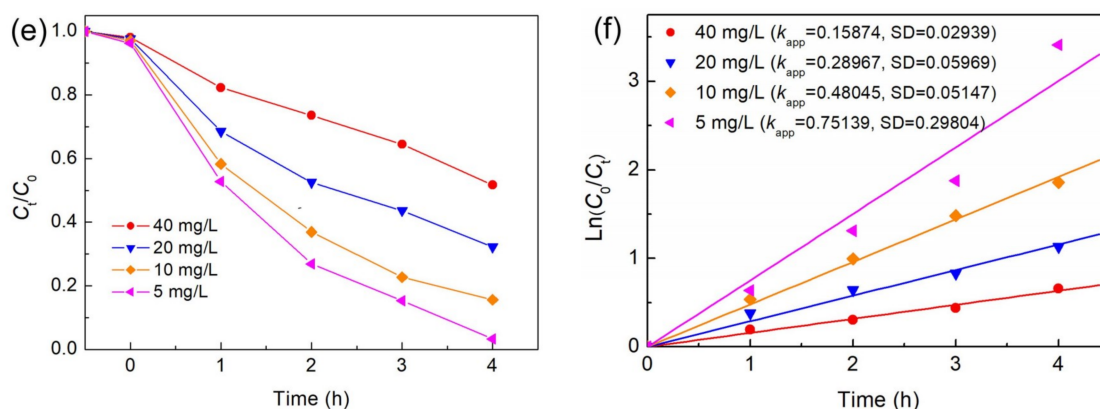 (e)
1.0
0.8
0.6
0.4
0.2
0.0
C_t/C_0
40 mg/L
20 mg/L
10 mg/L
5 mg/L
0 1 2 3 4
Time (h)
(f)
3
2
1
0
Ln(C_0/C_t)
40 mg/L (k_app=0.15874, SD=0.02939)
20 mg/L (k_app=0.28967, SD=0.05969)
10 mg/L (k_app=0.48045, SD=0.05147)
5 mg/L (k_app=0.75139, SD=0.29804)
0 1 2 3 4
Time (h)